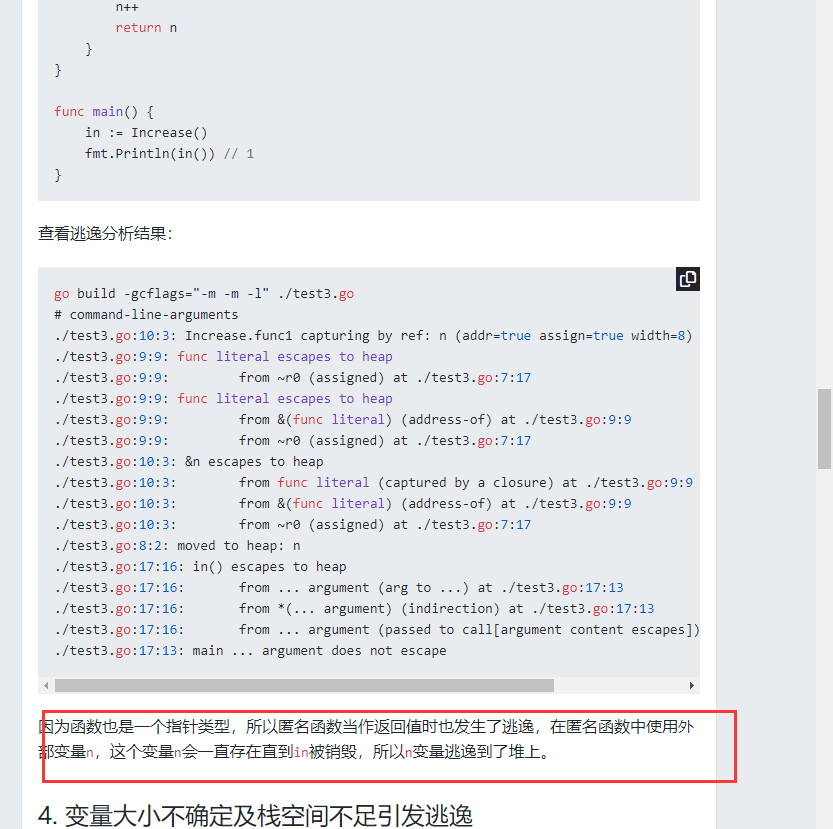 n++
return n
}
}
func main() {
in := Increase()
fmt.Println(in()) // 1
}
查看逃逸分析结果：
go build -gcflags="-m -m -l" ./test3.go
# command-line-arguments
./test3.go:10:3: Increase.func1 capturing by ref: n (addr=true assign=true width=8)
./test3.go:9:9: func literal escapes to heap
./test3.go:9:9: from ~r0 (assigned) at ./test3.go:7:17
./test3.go:9:9: func literal escapes to heap
./test3.go:9:9: from &(func literal) (address-of) at ./test3.go:9:9
./test3.go:9:9: from ~r0 (assigned) at ./test3.go:7:17
./test3.go:10:3: &n escapes to heap
./test3.go:10:3: from func literal (captured by a closure) at ./test3.go:9:9
./test3.go:10:3: from &(func literal) (address-of) at ./test3.go:9:9
./test3.go:10:3: from ~r0 (assigned) at ./test3.go:7:17
./test3.go:8:2: moved to heap: n
./test3.go:17:16: in() escapes to heap
./test3.go:17:16: from ... argument (arg to ...) at ./test3.go:17:13
./test3.go:17:16: from *(... argument) (indirection) at ./test3.go:17:13
./test3.go:17:16: from ... argument (passed to call[argument content escapes])
./test3.go:17:13: main ... argument does not escape
因为函数也是一个指针类型，所以匿名函数当作返回值时也发生了逃逸，在匿名函数中使用外
部变量n，这个变量n会一直存在直到in被销毁，所以n变量逃逸到了堆上。
4. 变量大小不确定及栈空间不足引发逃逸